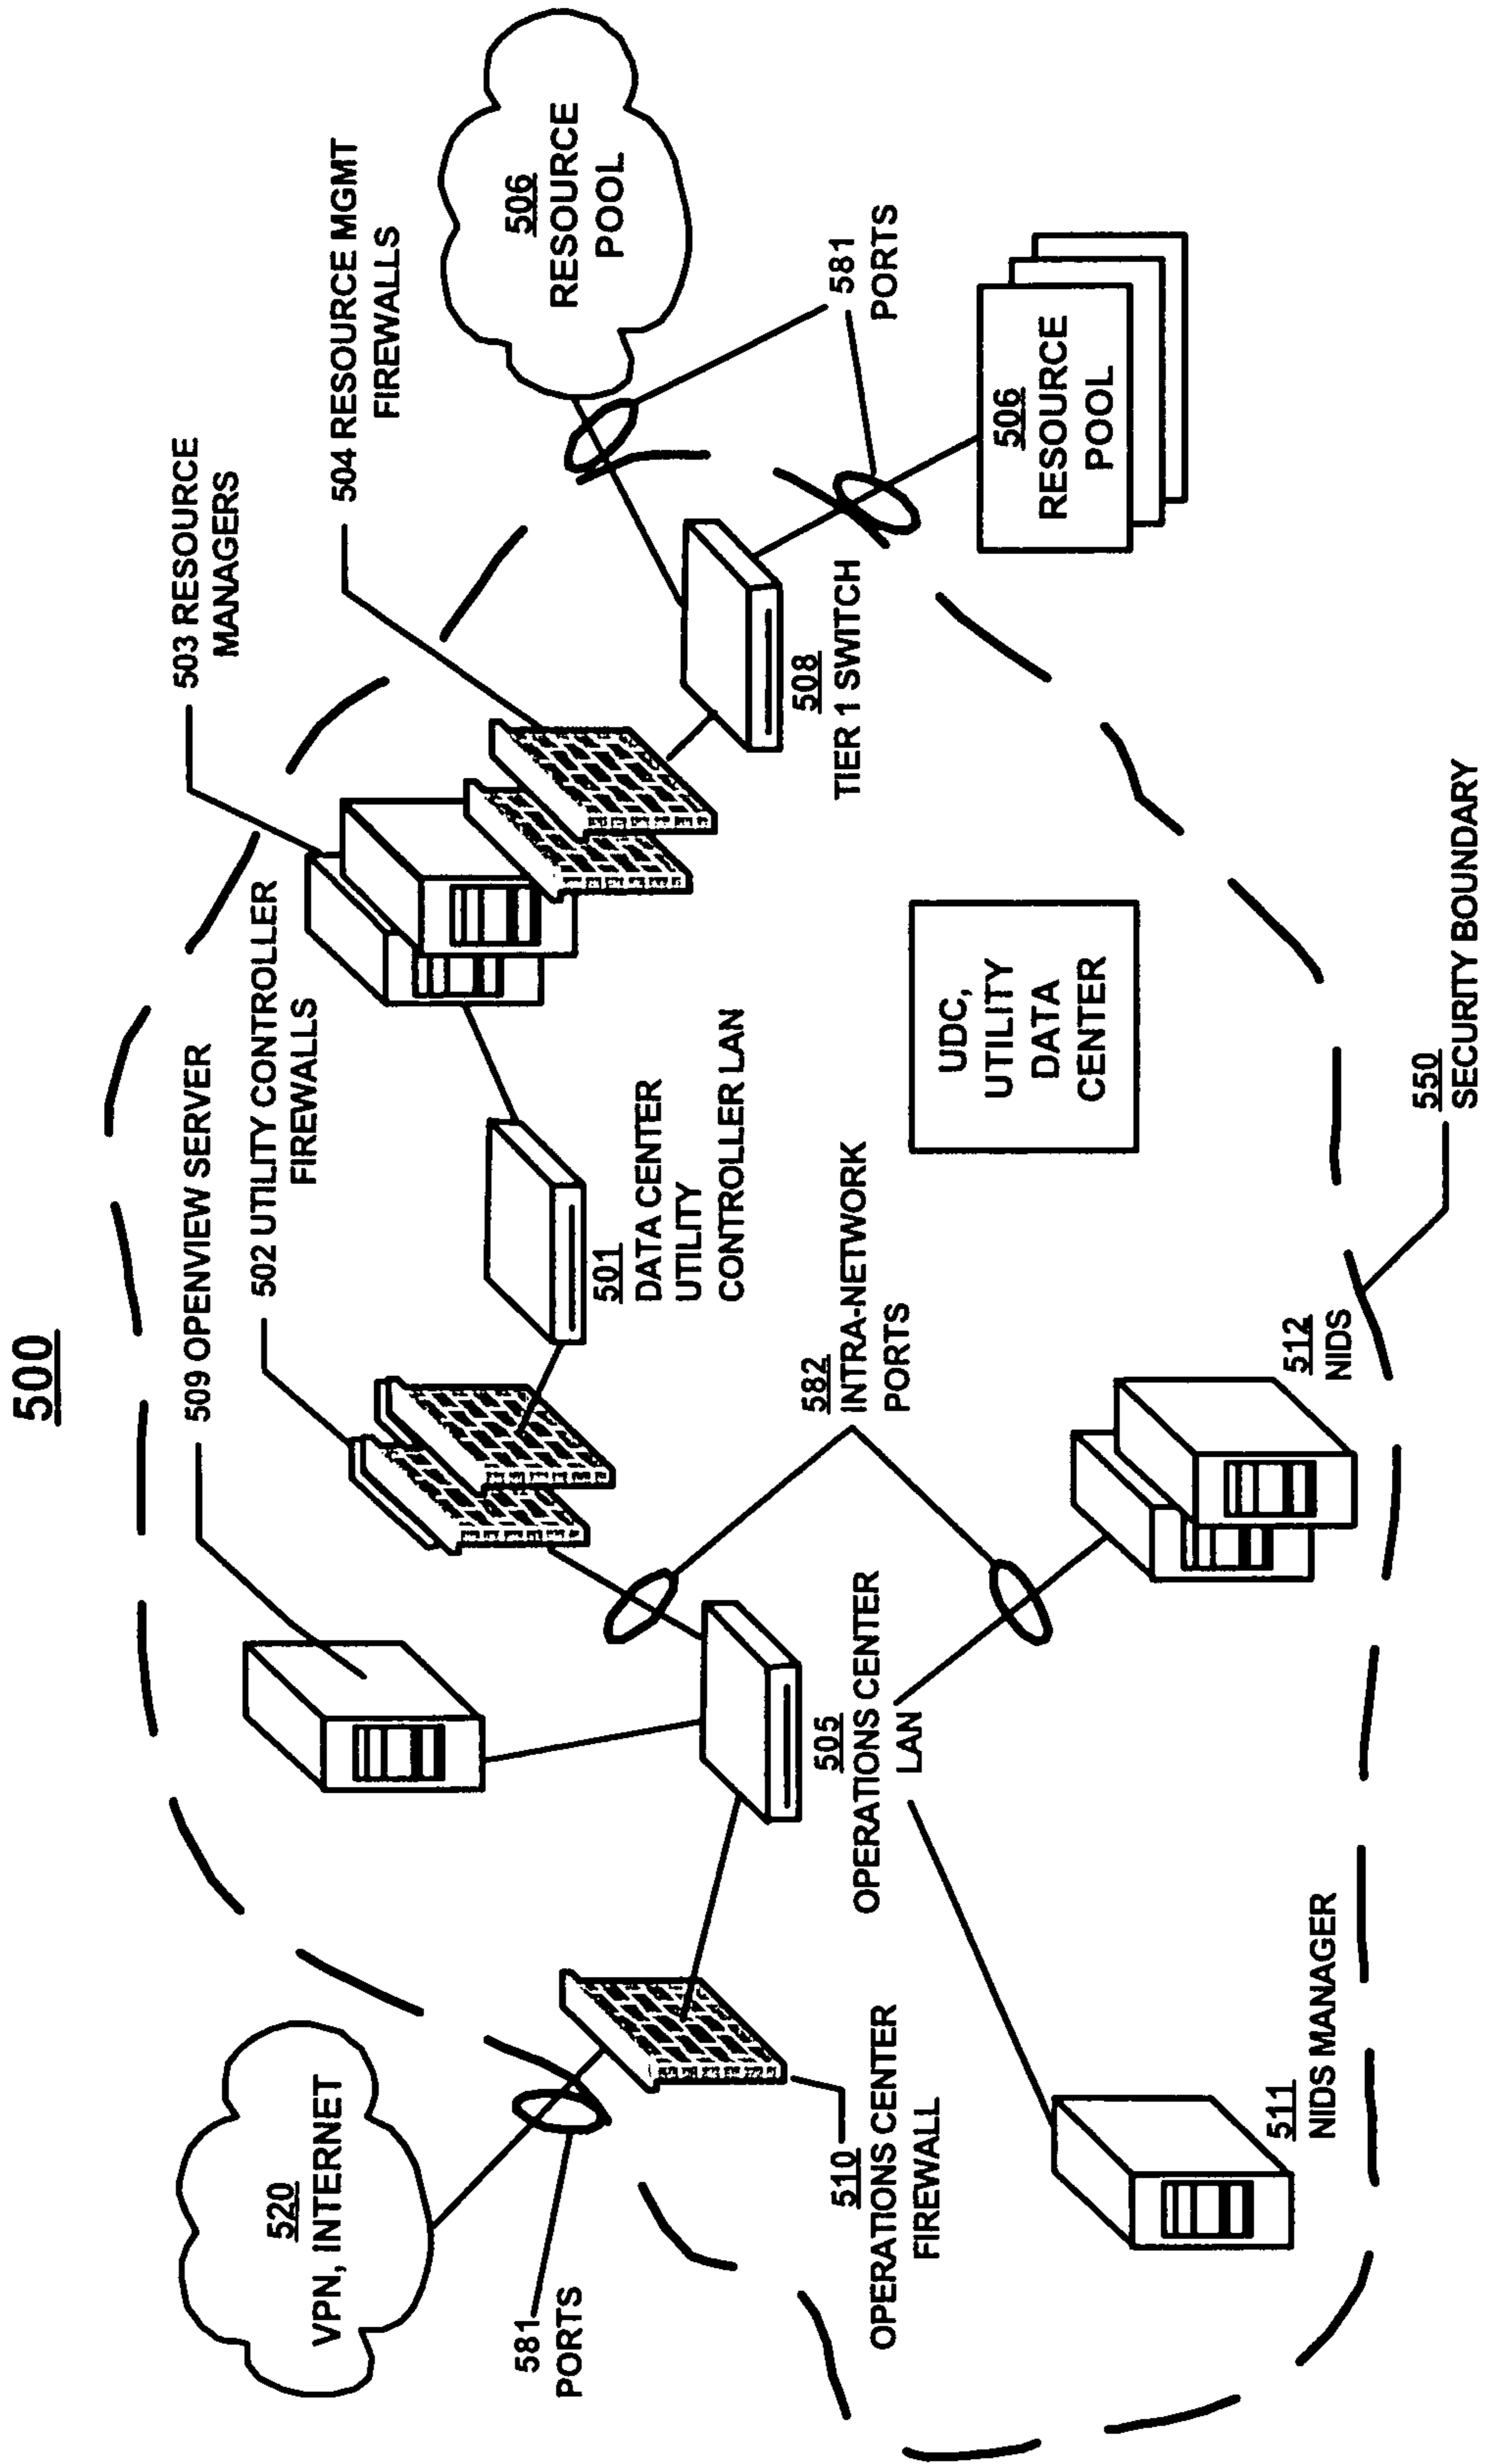 500
509 OPENVIEW SERVER
502 UTILITY CONTROLLER
FIREWALLS
503 RESOURCE
MANAGERS
504 RESOURCE MGMT
FIREWALLS
520
VPN, INTERNET
581
PORTS
506
RESOURCE
POOL
581
PORTS
501
DATA CENTER
UTILITY
CONTROLLER LAN
508
TIER 1 SWITCH
510
OPERATIONS CENTER
FIREWALL
505
OPERATIONS CENTER
LAN
582
INTRA-NETWORK
PORTS
UDC,
UTILITY
DATA
CENTER
506
RESOURCE
POOL
511
NIDS MANAGER
512
NIDS
550
SECURITY BOUNDARY